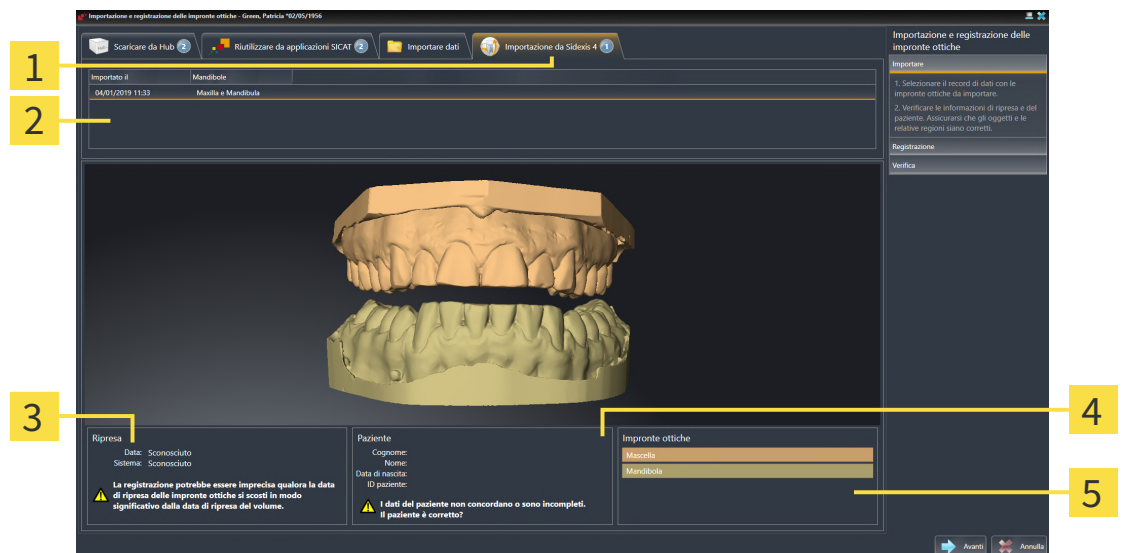 Importazione e registrazione delle impronte ottiche - Green, Patricia *02/05/1956
Scaricare da Hub 2
Riutilizzare da applicazioni SICAT 2
Importare dati
Importazione da Sidexis 4 1
Importato il
Mandibole
04/01/2019 11:33
Maxilla e Mandibula
1
2
3
4
5
Ripresa
Data: Sconosciuto
Sistema: Sconosciuto
La registrazione potrebbe essere imprecisa qualora la data
di ripresa delle impronte ottiche si scosti in modo
significativo dalla data di ripresa del volume.
Paziente
Cognome:
Nome:
Data di nascita:
ID paziente:
I dati del paziente non concordano o sono incompleti.
Il paziente è corretto?
Impronte ottiche
Mascella
Mandibola
Importazione e registrazione delle
impronte ottiche
Importare
1. Selezionare il record di dati con le
impronte ottiche da importare.
2. Verificare le informazioni di ripresa e del
paziente. Assicurarsi che gli oggetti e le
relative regioni siano corretti.
Registrazione
Verifica
Avanti
Annulla